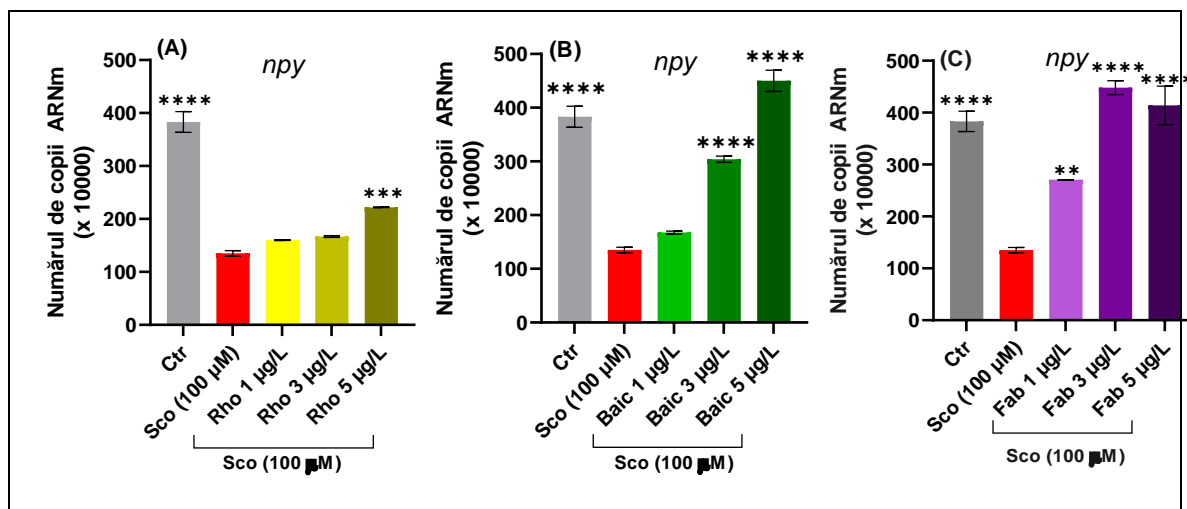 (A)
npy
Numărul de copii ARNm
(x 10000)
500
400
300
200
100
0
****
***
Ctr
Sco (100 µM)
Rho 1 µg/L
Rho 3 µg/L
Rho 5 µg/L
Sco (100 µM)
(B)
npy
Numărul de copii ARNm
(x 10000)
500
400
300
200
100
0
****
****
****
Ctr
Sco (100 µM)
Baic 1 µg/L
Baic 3 µg/L
Baic 5 µg/L
Sco (100 µM)
(C)
npy
Numărul de copii ARNm
(x 10000)
500
400
300
200
100
0
****
**
****
****
Ctr
Sco (100 µM)
Fab 1 µg/L
Fab 3 µg/L
Fab 5 µg/L
Sco (100 µM)